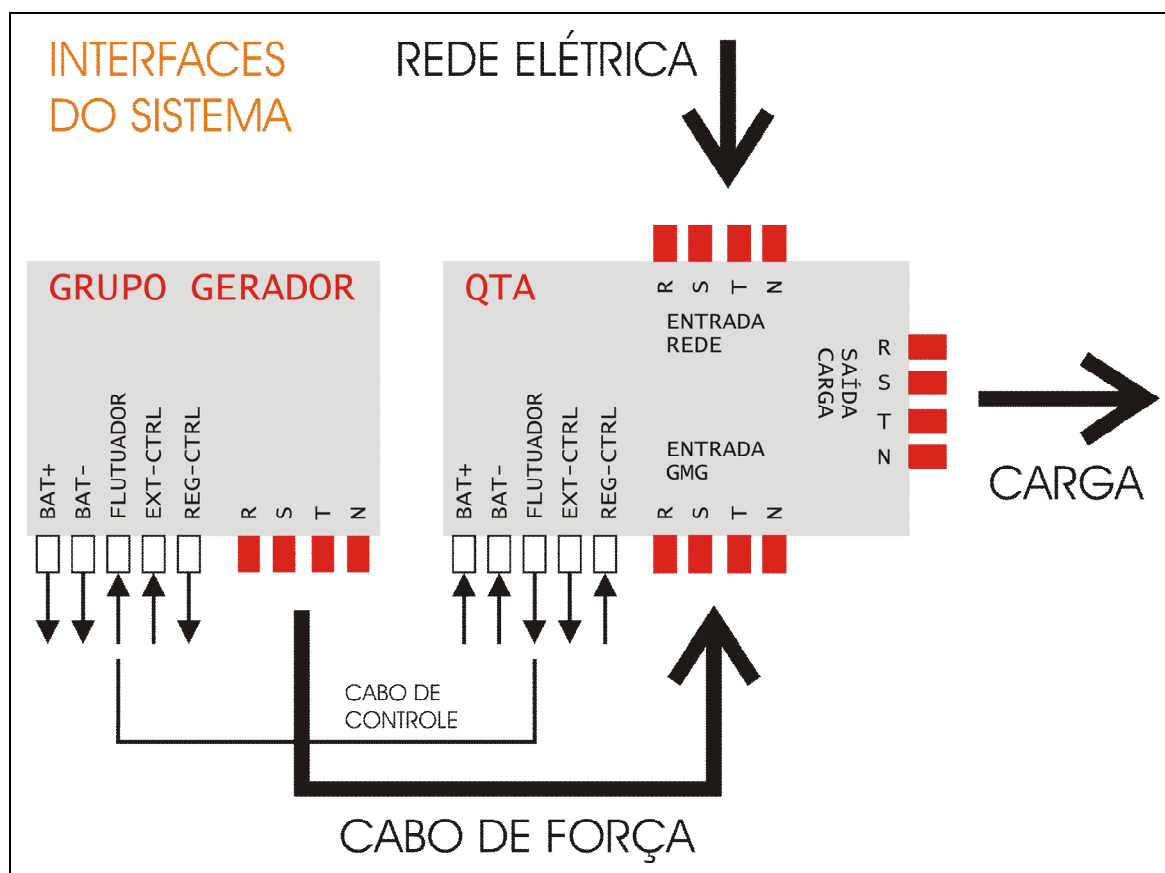 INTERFACES
DO SISTEMA
REDE ELÉTRICA
GRUPO GERADOR
BAT+
BAT-
FLUTUADOR
EXT-CTRL
REG-CTRL
R
S
T
N
QTA
R
S
T
N
ENTRADA
REDE
SAÍDA
CARGA
R
S
T
N
ENTRADA
GMG
BAT+
BAT-
FLUTUADOR
EXT-CTRL
REG-CTRL
R
S
T
N
CARGA
CABO DE
CONTROLE
CABO DE FORÇA